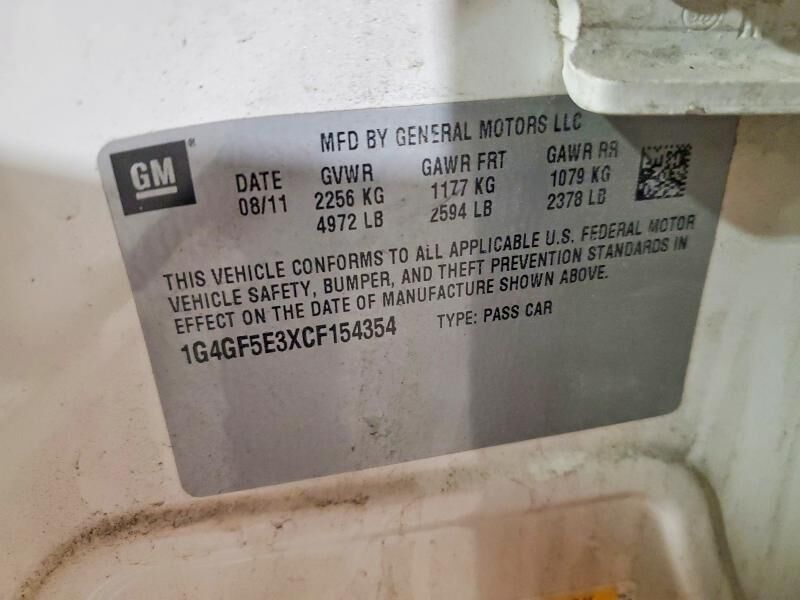 MFD BY GENERAL MOTORS LLC
GM
DATE GVWR GAWR FRT GAWR RR
08/11 2256 KG 1177 KG 1079 KG
4972 LB 2594 LB 2378 LB
THIS VEHICLE CONFORMS TO ALL APPLICABLE U.S. FEDERAL MOTOR
VEHICLE SAFETY, BUMPER, AND THEFT PREVENTION STANDARDS IN
EFFECT ON THE DATE OF MANUFACTURE SHOWN ABOVE.
1G4GF5E3XCF154354 TYPE: PASS CAR